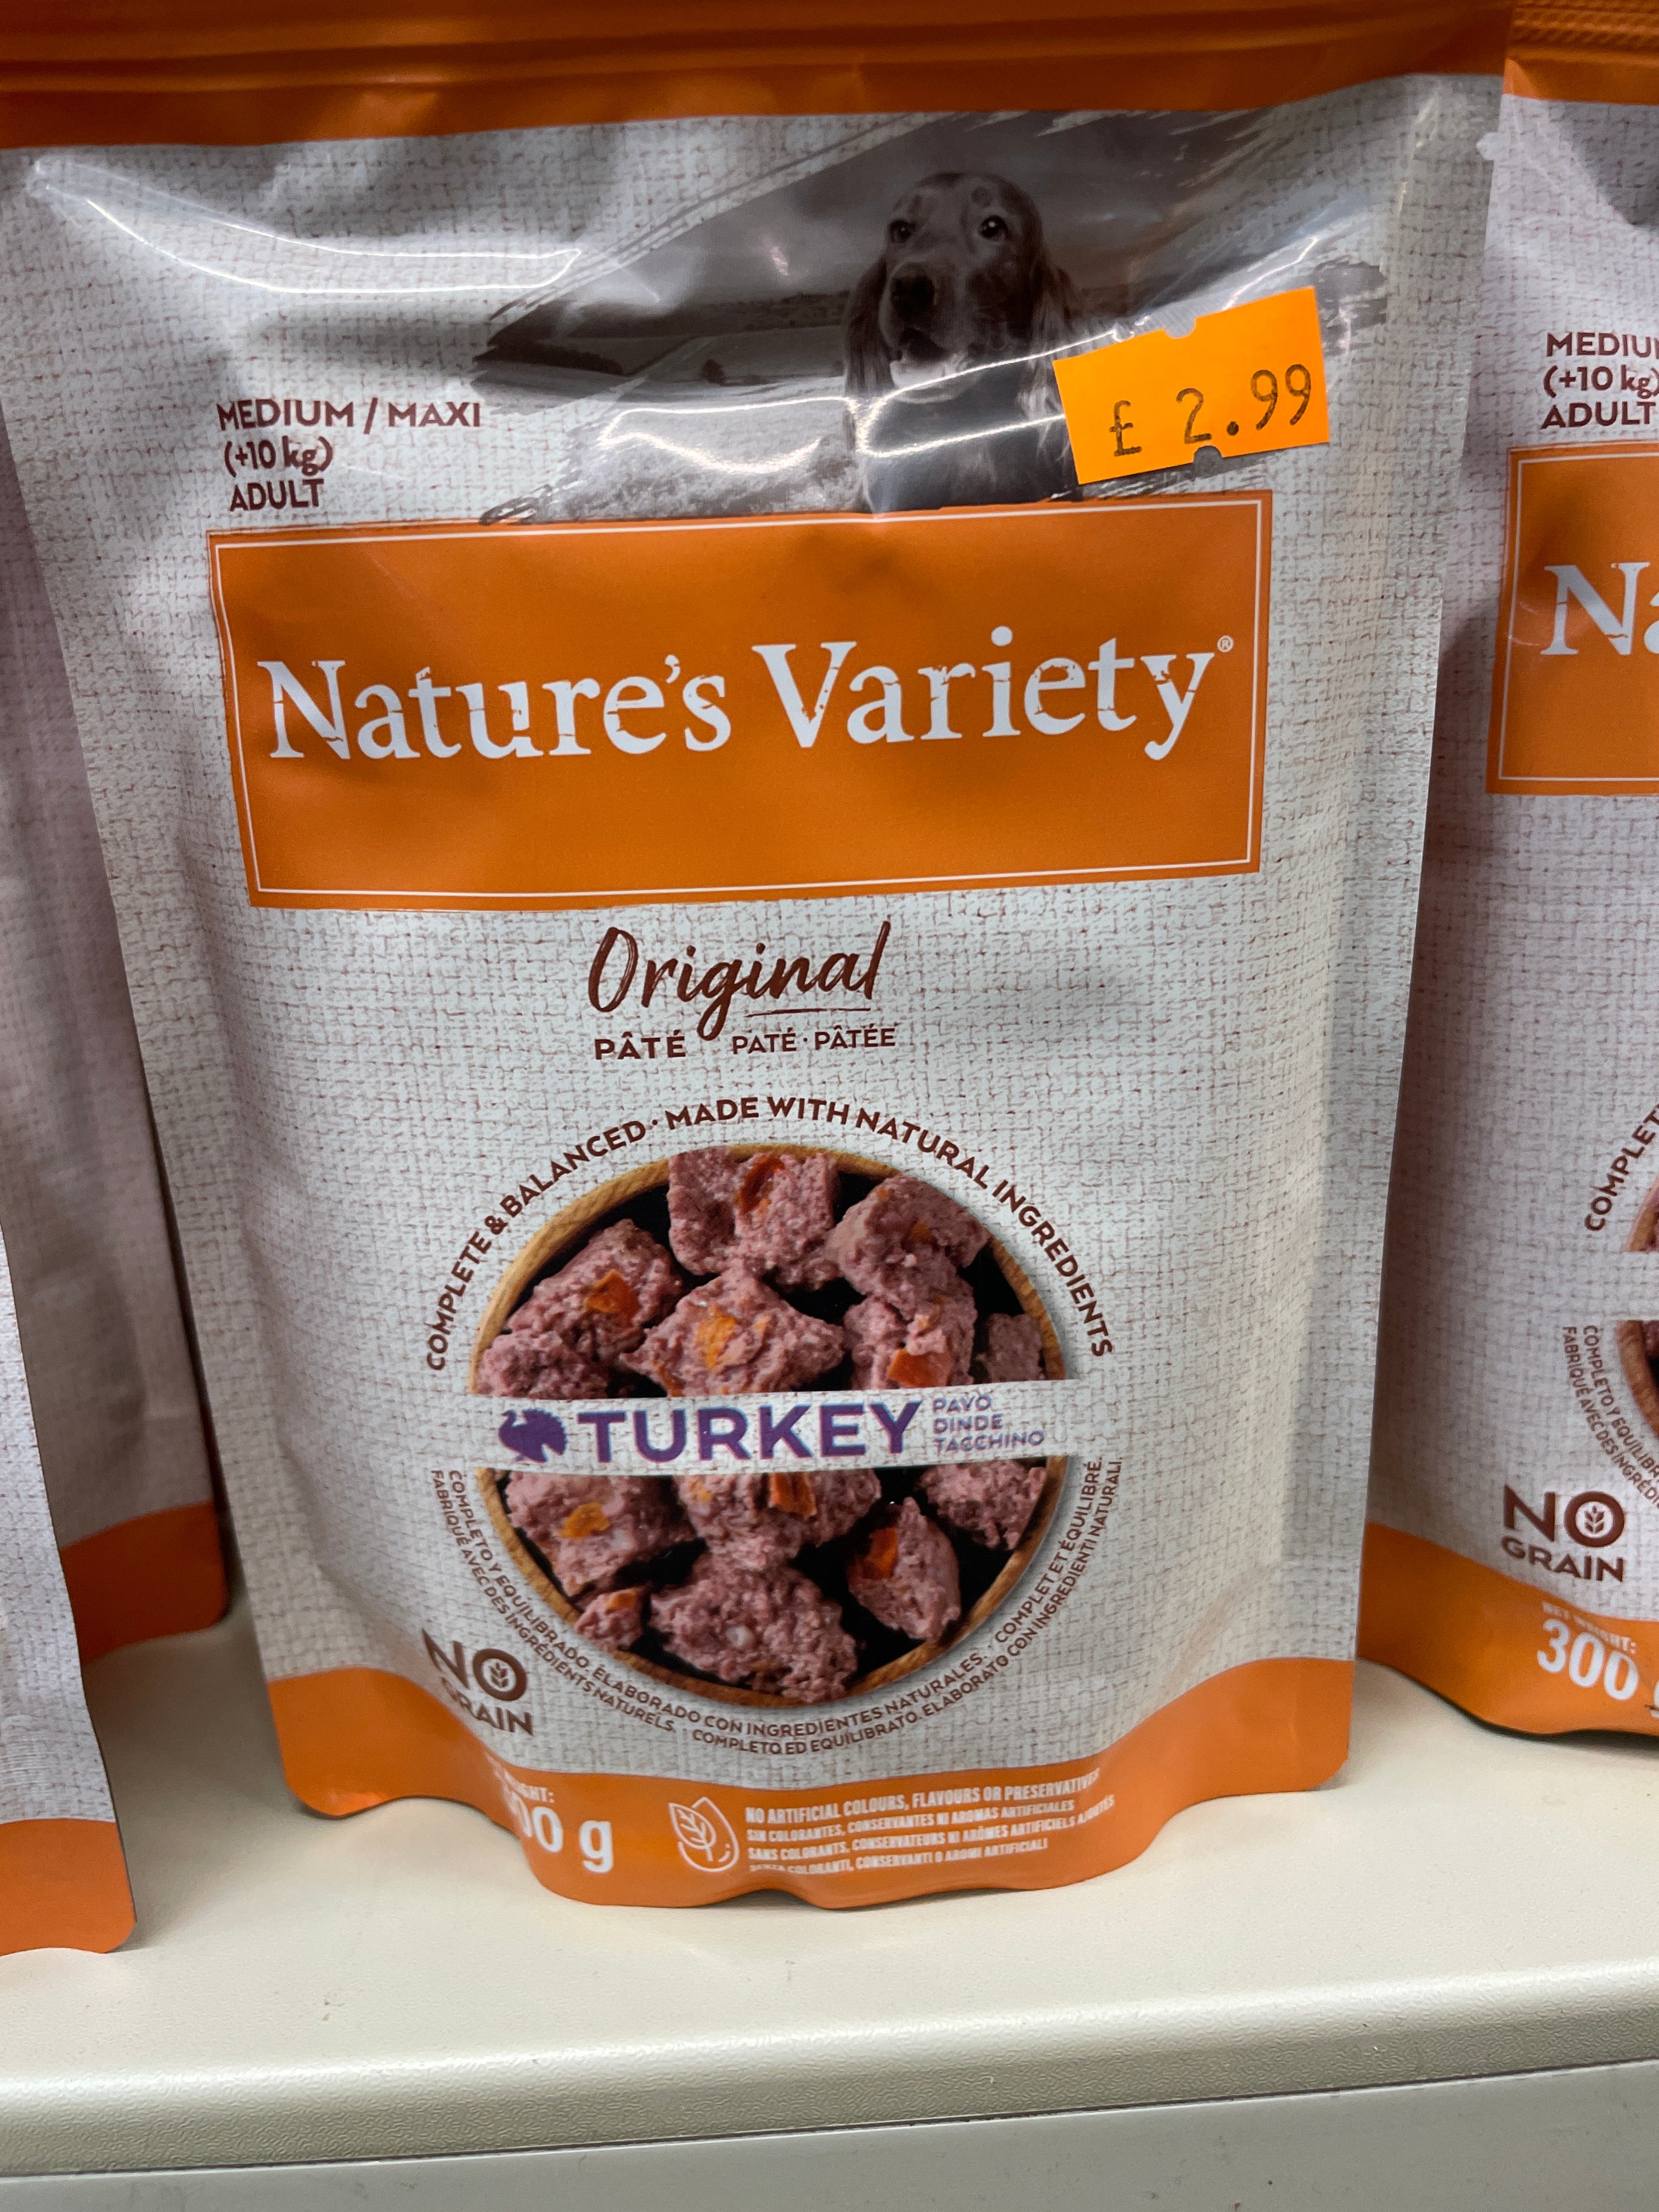 MEDIUM / MAXI
(+10 kg)
ADULT
£ 2.99
Nature's Variety®
Original
PÂTÉ PATÉ · PÂTÉE
COMPLETE & BALANCED · MADE WITH NATURAL INGREDIENTS
TURKEY
PAVO
DINDE
TACCHINO
COMPLETO Y EQUILIBRADO. ELABORADO CON INGREDIENTES NATURALES. · COMPLET ET ÉQUILIBRÉ.
FABRIQUÉ AVEC DES INGRÉDIENTS NATURELS. · COMPLETO ED EQUILIBRATO. ELABORATO CON INGREDIENTI NATURALI.
NO
GRAIN
NO ARTIFICIAL COLOURS, FLAVOURS OR PRESERVATIVES
SIN COLORANTES, CONSERVANTES NI AROMAS ARTIFICIALES
SANS COLORANTS, CONSERVATEURS NI ARÔMES ARTIFICIELS AJOUTÉS
SENZA COLORANTI, CONSERVANTI O AROMI ARTIFICIALI
MEDIU
(+10 kg)
ADULT
Na
COMPLET
COMPLETO Y EQUILIBR
FABRIQUÉ AVEC DES INGRÉDI
NO
GRAIN
NET WEIGHT:
300 g